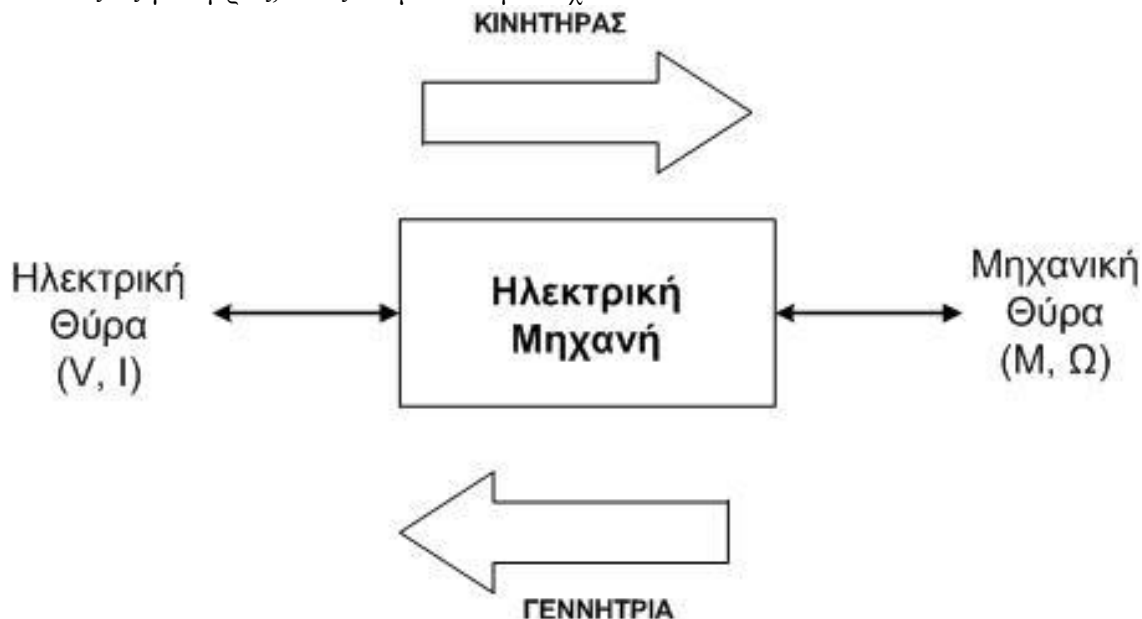 ΚΙΝΗΤΗΡΑΣ
Ηλεκτρική
Θύρα
(V, I)
Ηλεκτρική
Μηχανή
Μηχανική
Θύρα
(Μ, Ω)
ΓΕΝΝΗΤΡΙΑ